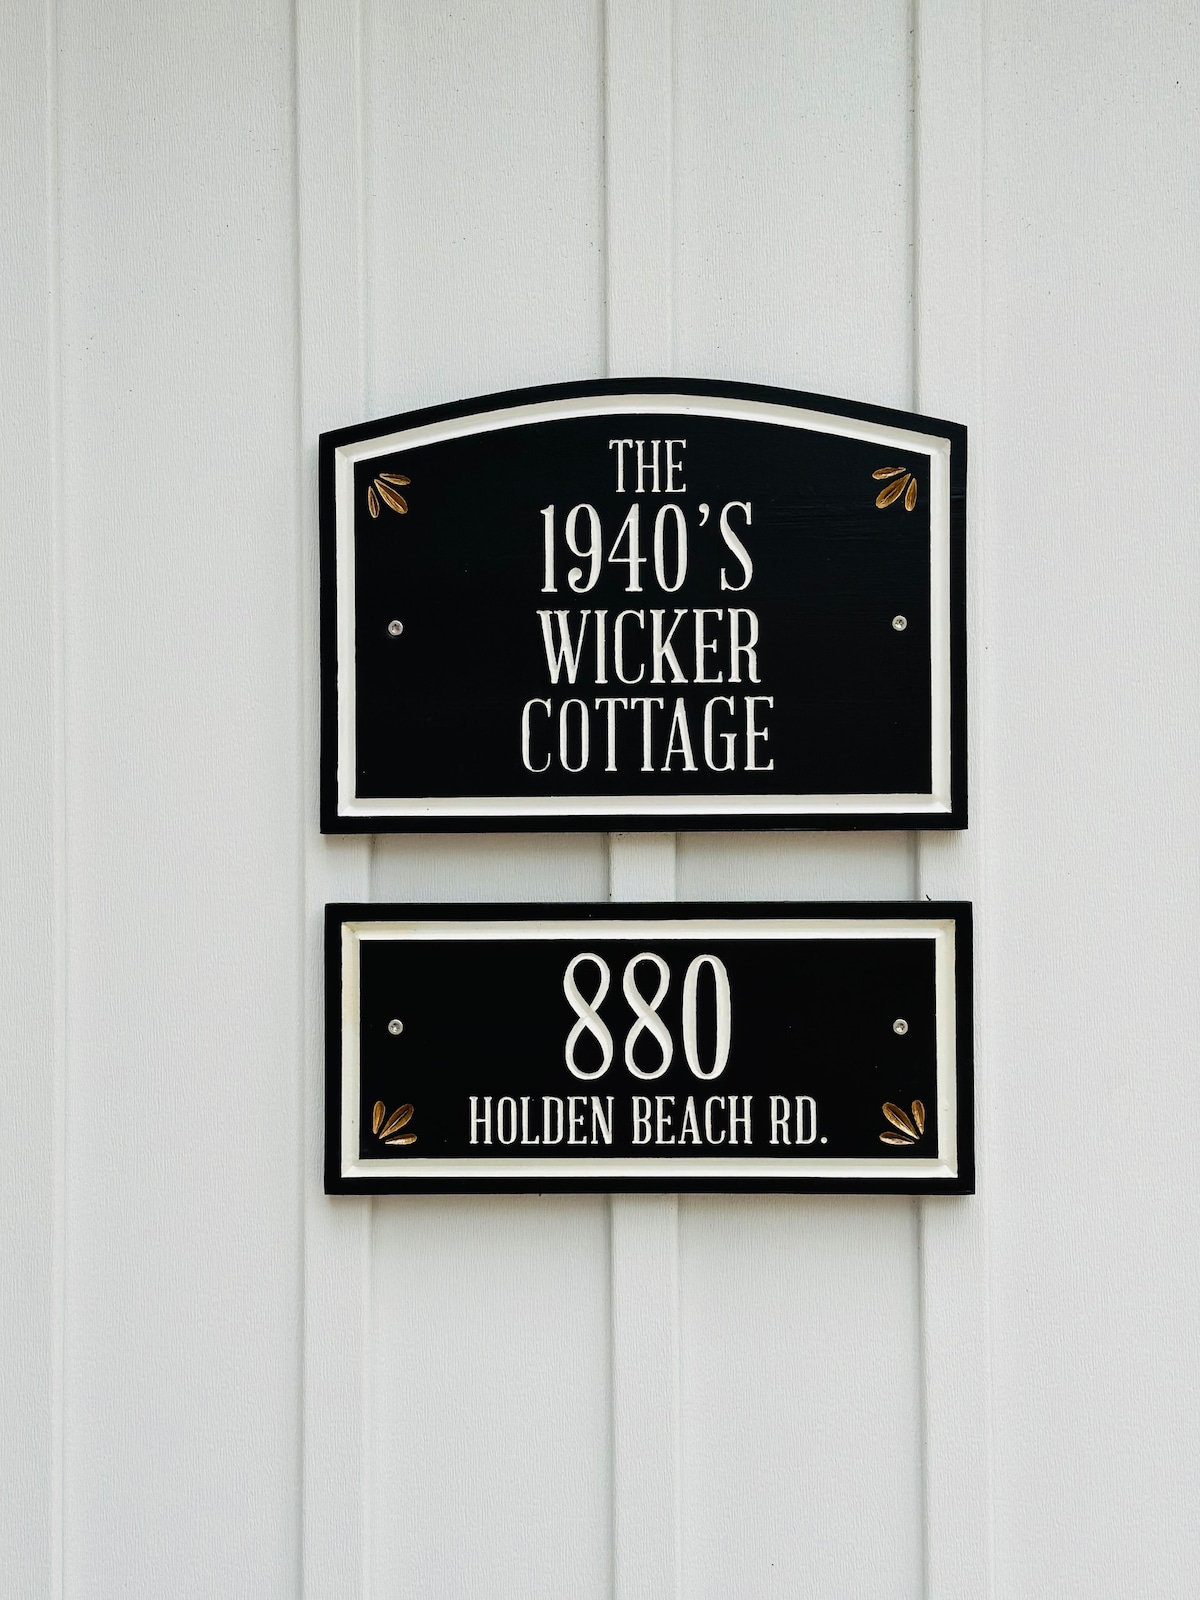 THE
1940'S
WICKER
COTTAGE
880
HOLDEN BEACH RD.